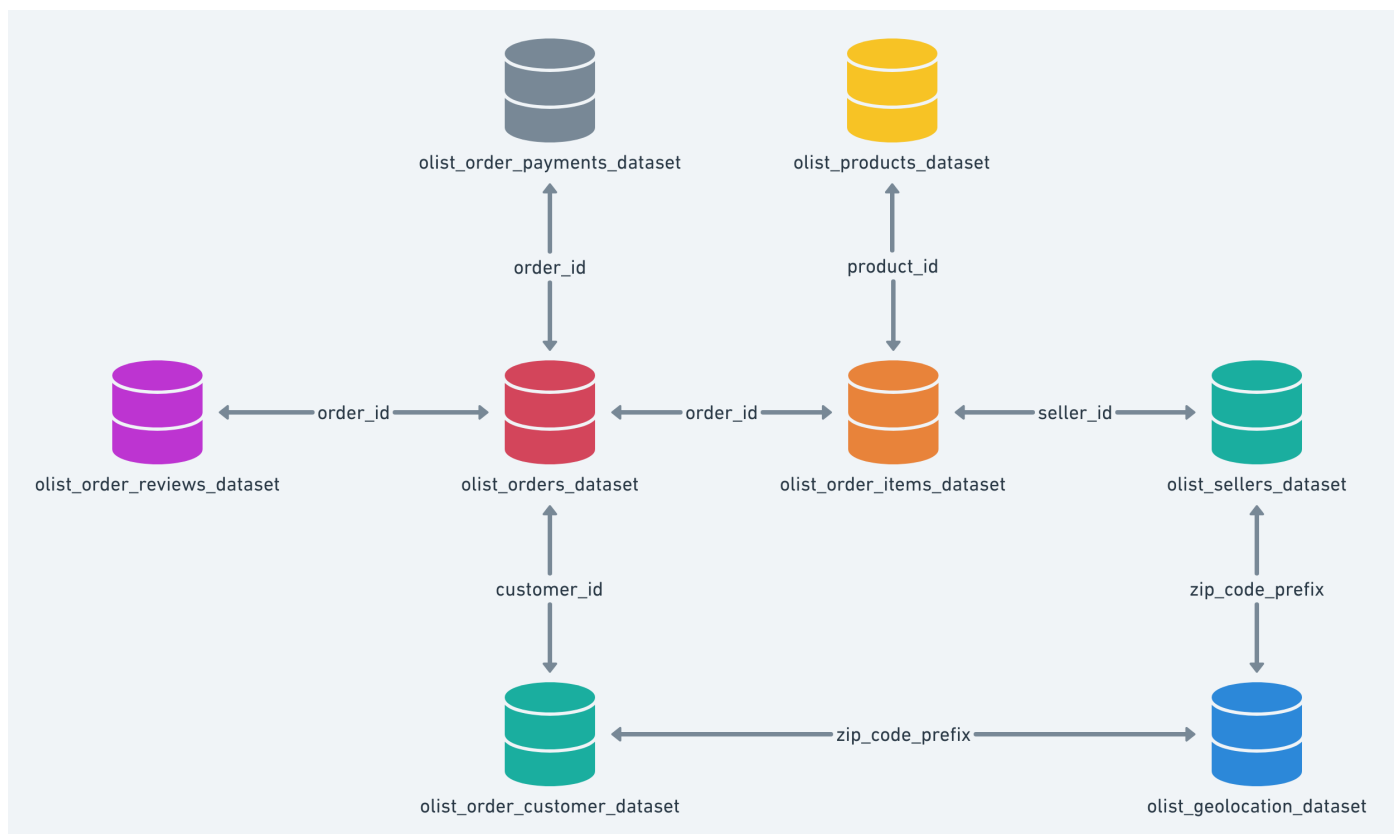 olist_order_payments_dataset
olist_products_dataset
order_id
product_id
order_id
order_id
seller_id
olist_order_reviews_dataset
olist_orders_dataset
olist_order_items_dataset
olist_sellers_dataset
customer_id
zip_code_prefix
zip_code_prefix
olist_order_customer_dataset
olist_geolocation_dataset